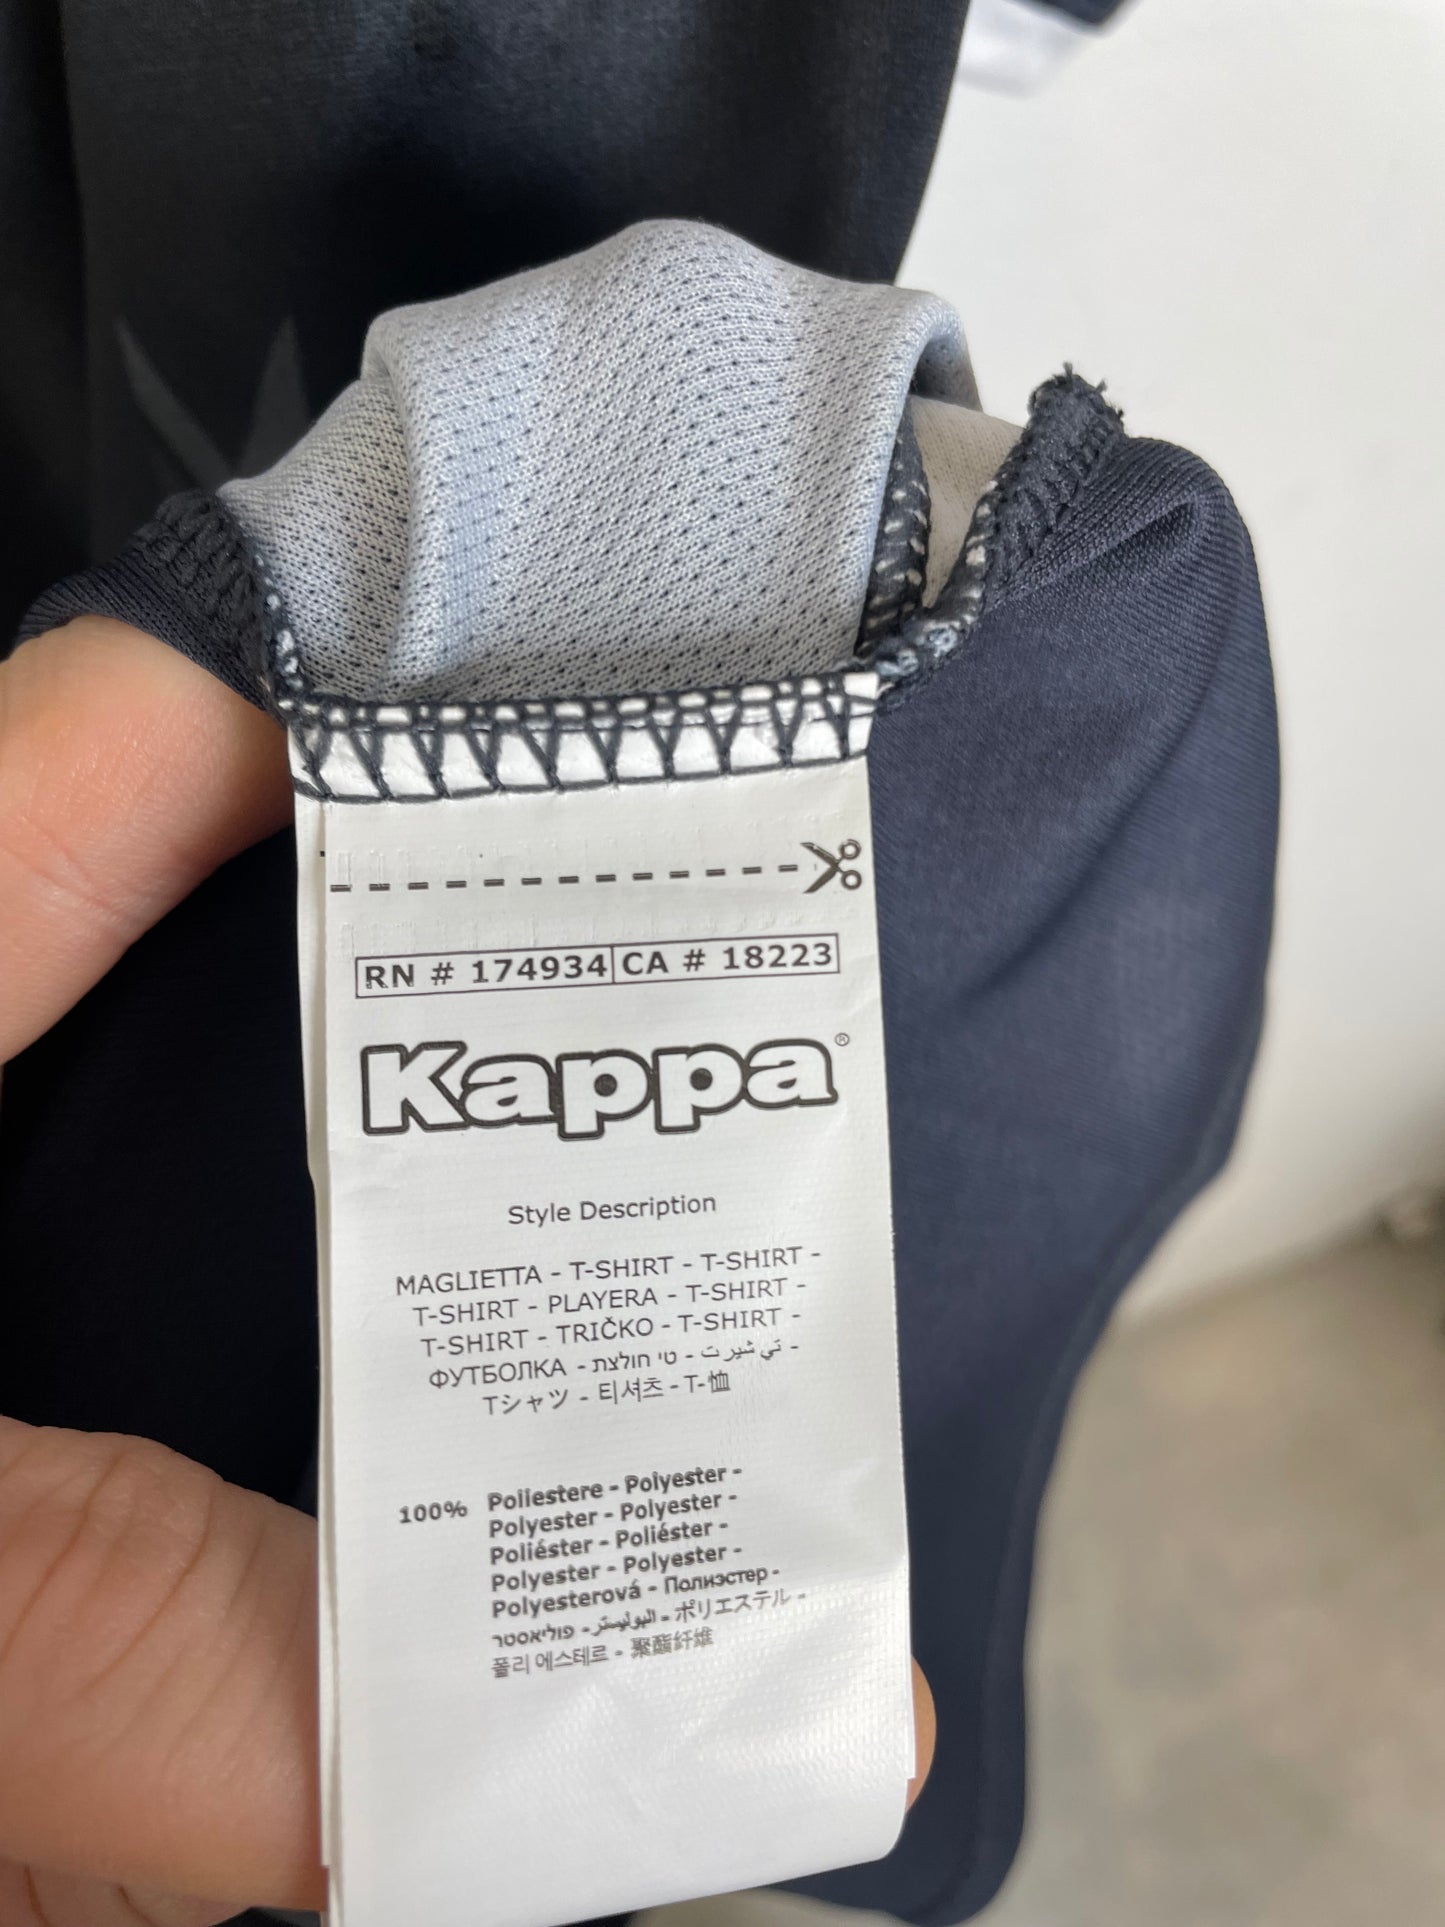 RN # 174934 CA # 18223
Kappa®
Style Description
MAGLIETTA - T-SHIRT - T-SHIRT -
T-SHIRT - PLAYERA - T-SHIRT -
T-SHIRT - TRIČKO - T-SHIRT -
ФУТБОЛКА - טי חולצת - تي شيرت -
Tシャツ - 티셔츠 - T-恤
100% Poliestere - Polyester -
Polyester - Polyester -
Poliéster - Poliéster -
Polyester - Polyester -
Polyesterová - Полиэстер -
פוליאסטר - البوليستر - ポリエステル -
폴리에스테르 - 聚酯纤维